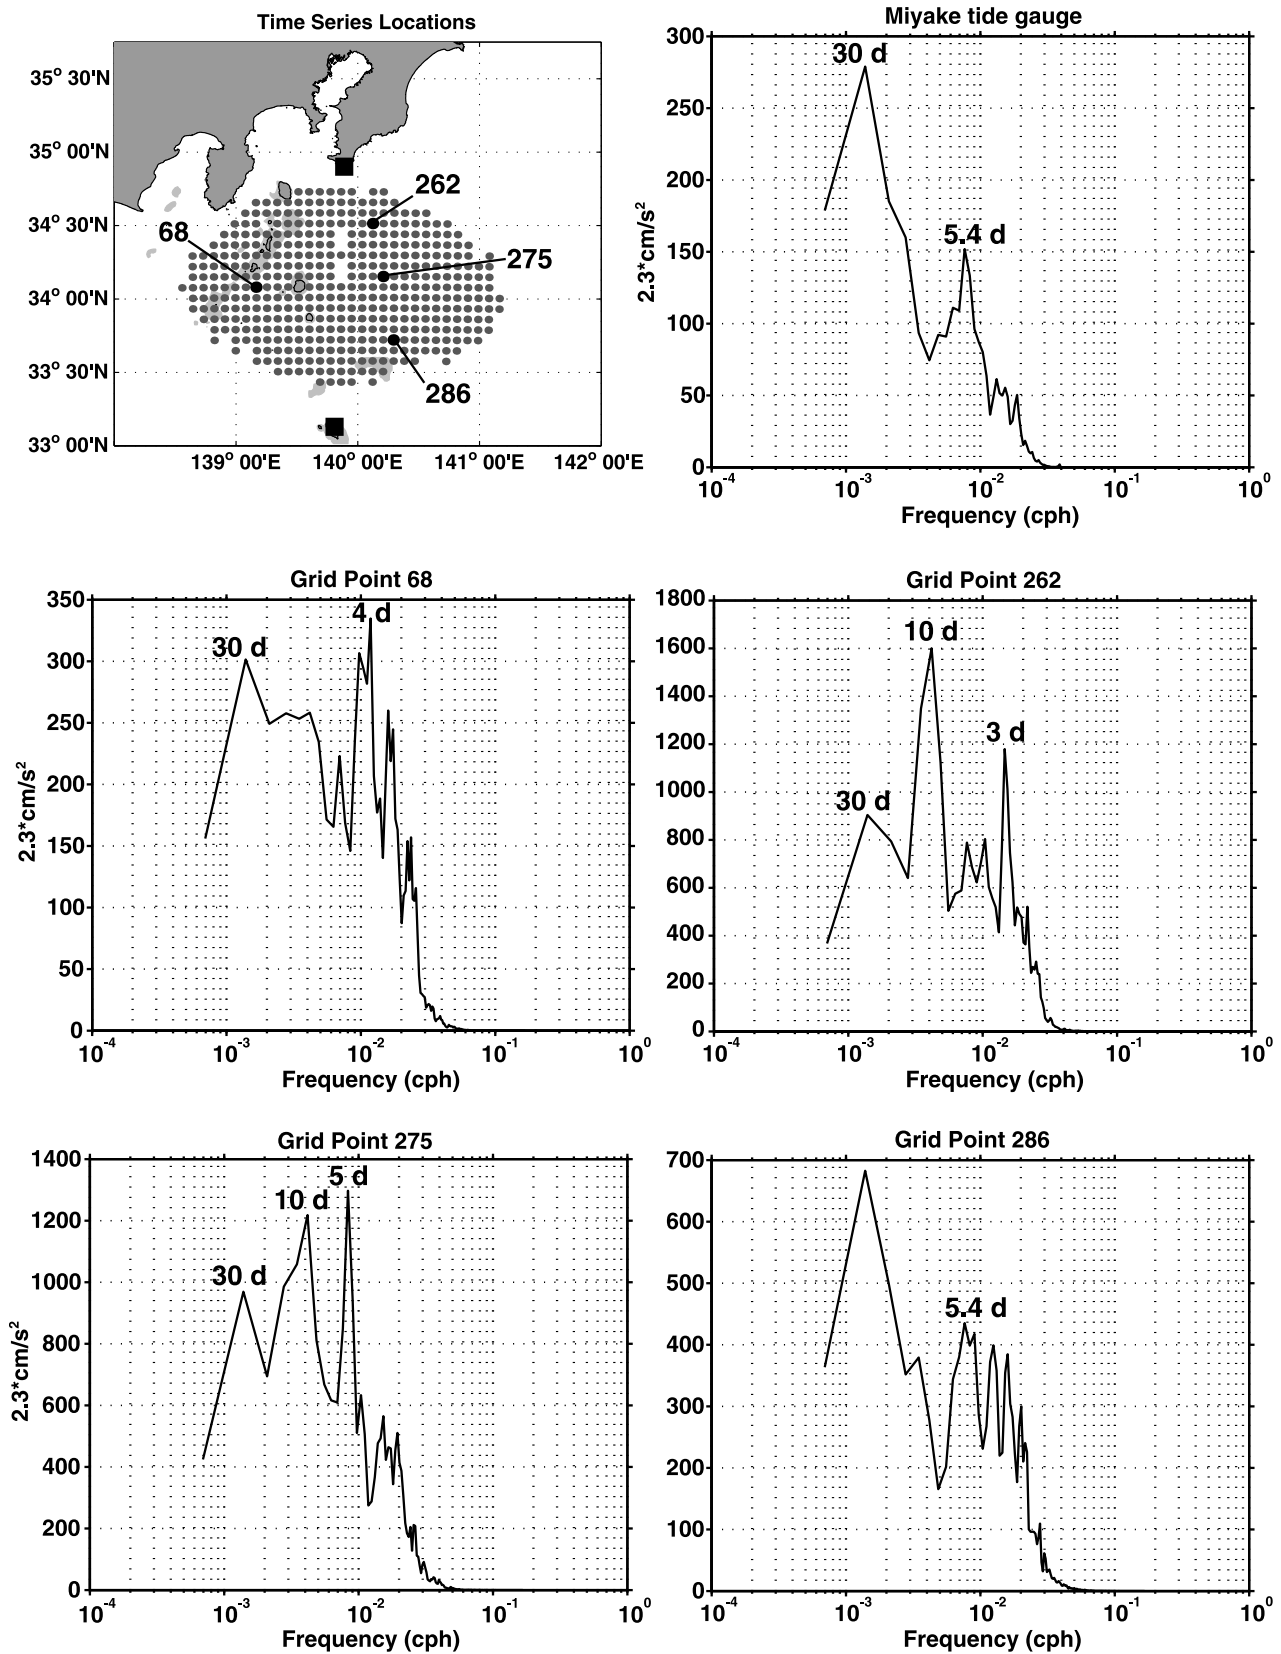 Time Series Locations
35° 30'N
35° 00'N
34° 30'N
34° 00'N
33° 30'N
33° 00'N
139° 00'E
140° 00'E
141° 00'E
142° 00'E
262
68
275
286
Miyake tide gauge
300
250
200
150
100
50
0
2.3*cm/s²
30 d
5.4 d
10⁻⁴
10⁻³
10⁻²
10⁻¹
10⁰
Frequency (cph)
Grid Point 68
350
300
250
200
150
100
50
0
2.3*cm/s²
30 d
4 d
10⁻⁴
10⁻³
10⁻²
10⁻¹
10⁰
Frequency (cph)
Grid Point 262
1800
1600
1400
1200
1000
800
600
400
200
0
30 d
10 d
3 d
10⁻⁴
10⁻³
10⁻²
10⁻¹
10⁰
Frequency (cph)
Grid Point 275
1400
1200
1000
800
600
400
200
0
2.3*cm/s²
30 d
10 d
5 d
10⁻⁴
10⁻³
10⁻²
10⁻¹
10⁰
Frequency (cph)
Grid Point 286
700
600
500
400
300
200
100
0
5.4 d
10⁻⁴
10⁻³
10⁻²
10⁻¹
10⁰
Frequency (cph)